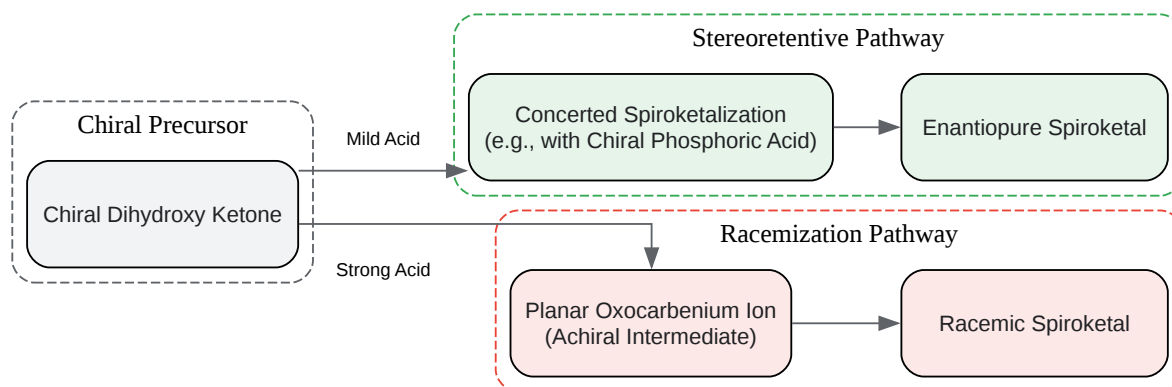 Stereoretentive Pathway
Concerted Spiroketalization
(e.g., with Chiral Phosphoric Acid)
Enantiopure Spiroketal
Chiral Precursor
Chiral Dihydroxy Ketone
Mild Acid
Strong Acid
Racemization Pathway
Planar Oxocarbenium Ion
(Achiral Intermediate)
Racemic Spiroketal